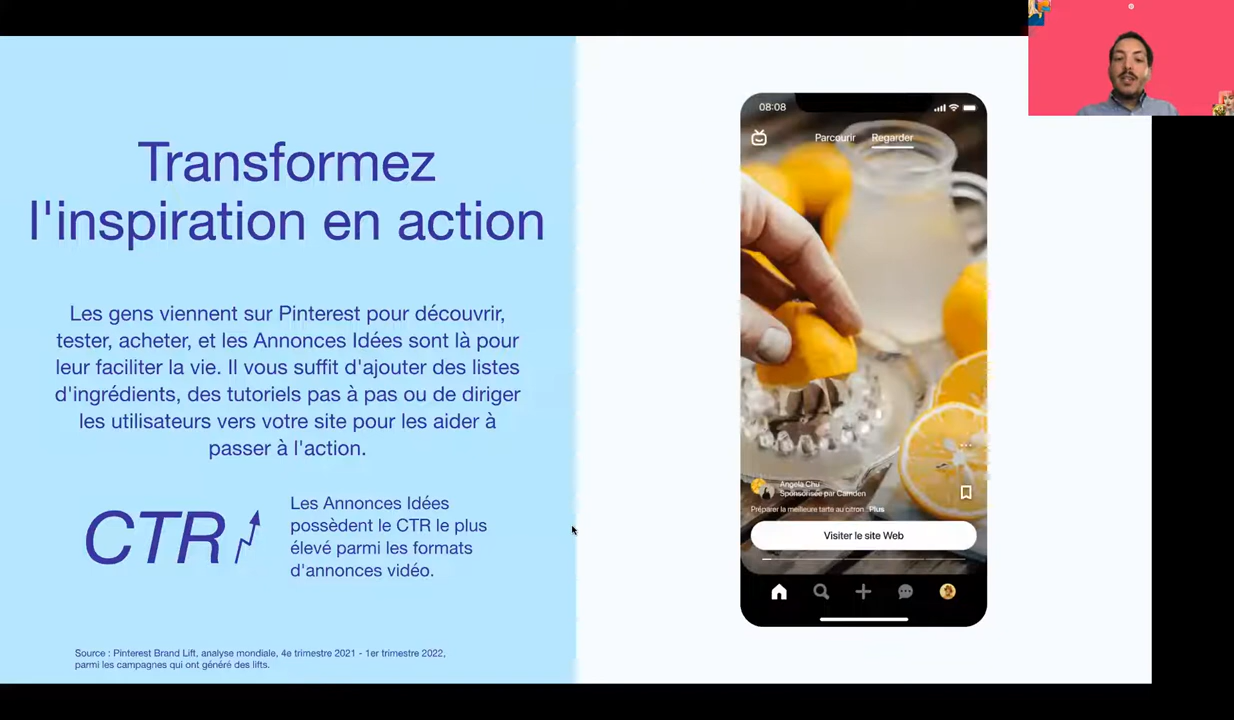 Transformez
l'inspiration en action
Les gens viennent sur Pinterest pour découvrir,
tester, acheter, et les Annonces Idées sont là pour
leur faciliter la vie. Il vous suffit d'ajouter des listes
d'ingrédients, des tutoriels pas à pas ou de diriger
les utilisateurs vers votre site pour les aider à
passer à l'action.
CTR
Les Annonces Idées
possèdent le CTR le plus
élevé parmi les formats
d'annonces vidéo.
Source : Pinterest Brand Lift, analyse mondiale, 4e trimestre 2021 - 1er trimestre 2022,
parmi les campagnes qui ont généré des lifts.
08:08
Parcourir Regarder
Angela Chu
Sponsorisée par Camden
Préparer la meilleure tarte au citron : Plus
Visiter le site Web